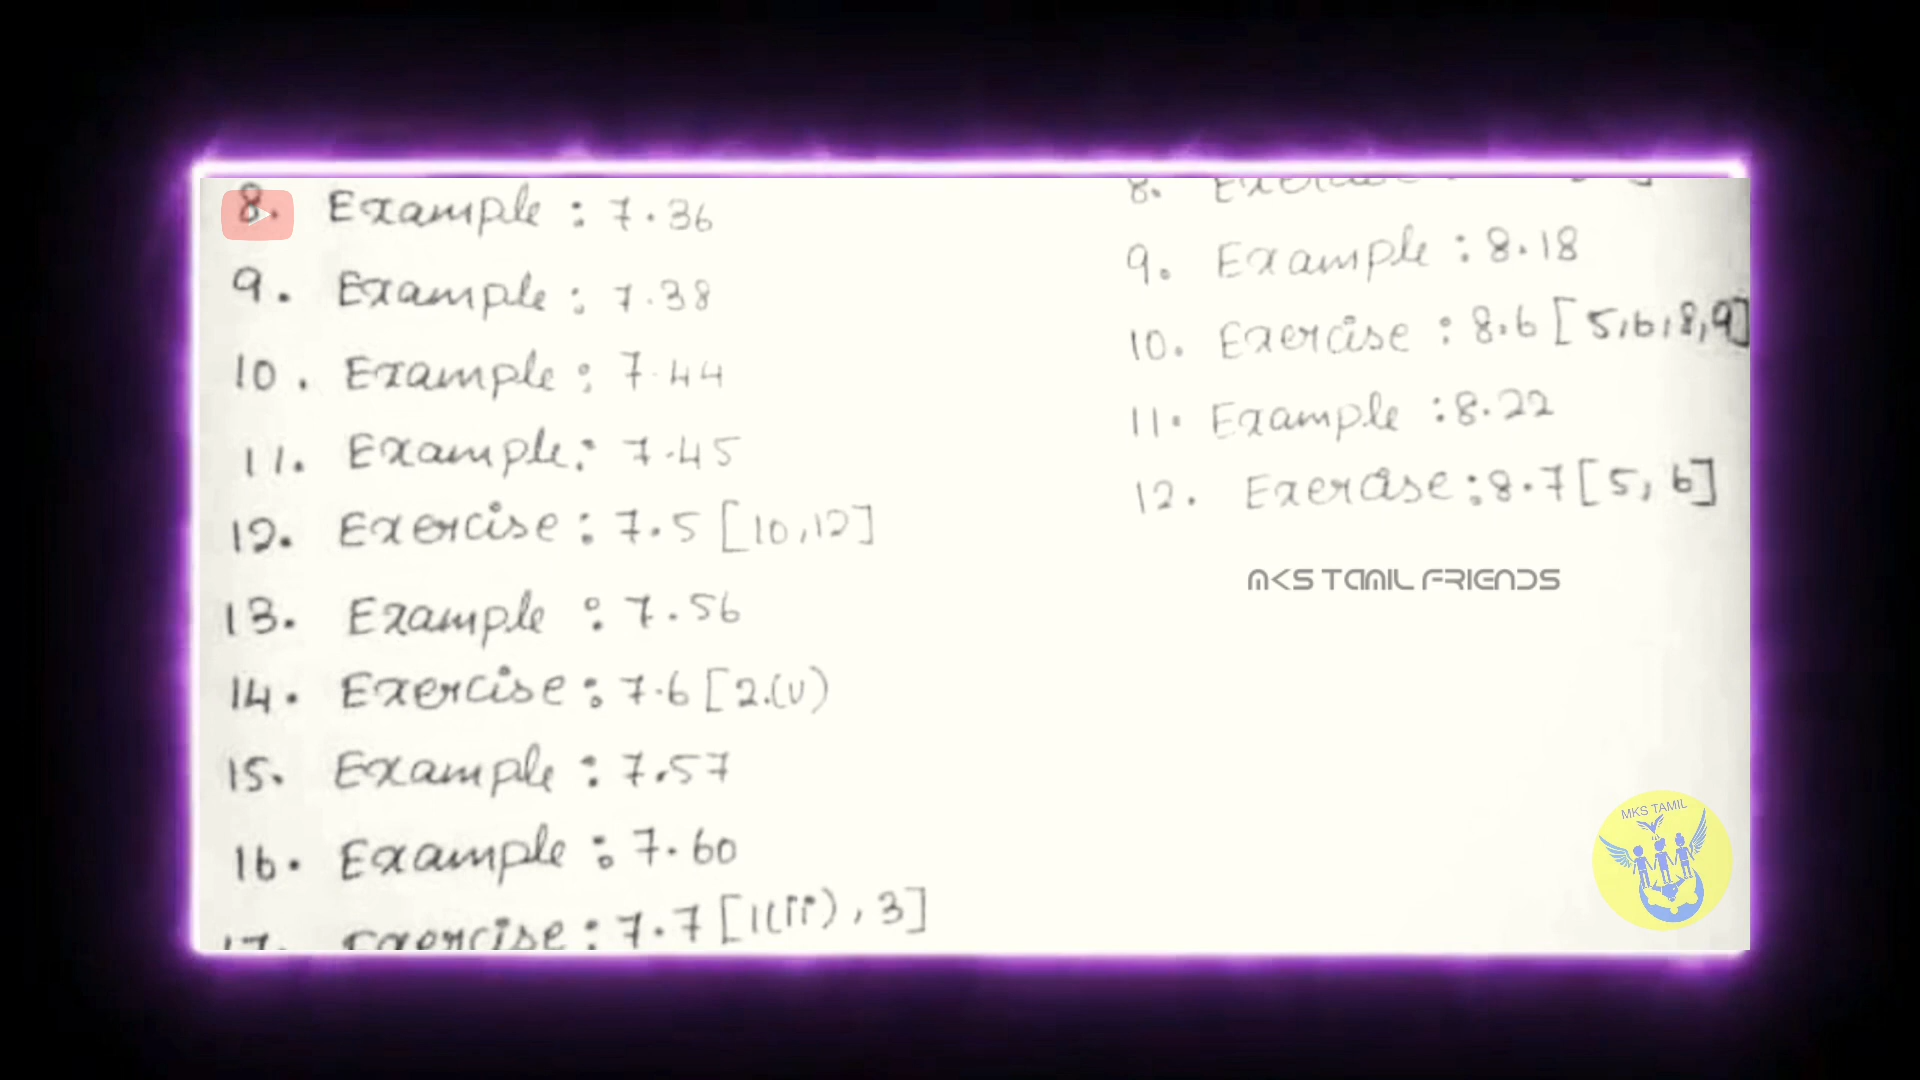 8. Example : 7.36
9. Example : 7.38
10. Example : 7.44
11. Example : 7.45
12. Exercise : 7.5 [10,12]
13. Example : 7.56
14. Exercise : 7.6 [2.(v)
15. Example : 7.57
16. Example : 7.60
17. Exercise : 7.7 [1(ii), 3]
8.
9. Example : 8.18
10. Exercise : 8.6 [5,6,8,9]
11. Example : 8.22
12. Exercise : 8.7 [5, 6]
MKS TAMIL FRIENDS
MKS TAMIL